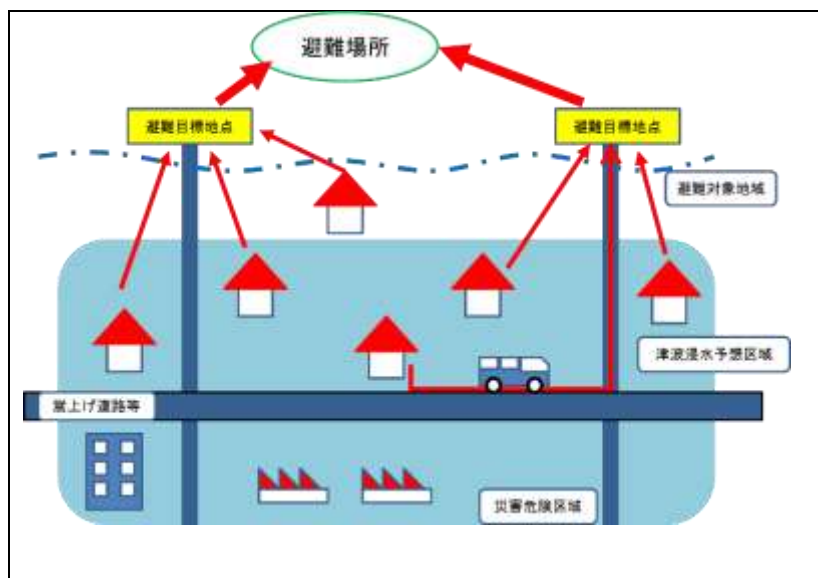 避難場所
避難目標地点
避難目標地点
避難対象地域
津波浸水予想区域
嵩上げ道路等
災害危険区域